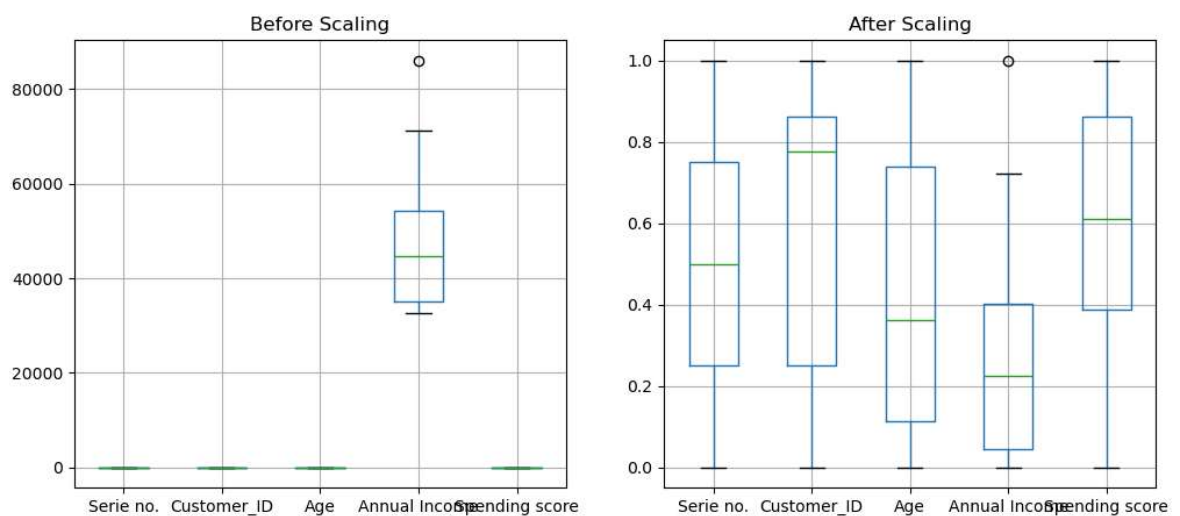 Before Scaling
80000
60000
40000
20000
0
Serie no. Customer_ID Age Annual Income Spending score
After Scaling
1.0
0.8
0.6
0.4
0.2
0.0
Serie no. Customer_ID Age Annual Income Spending score